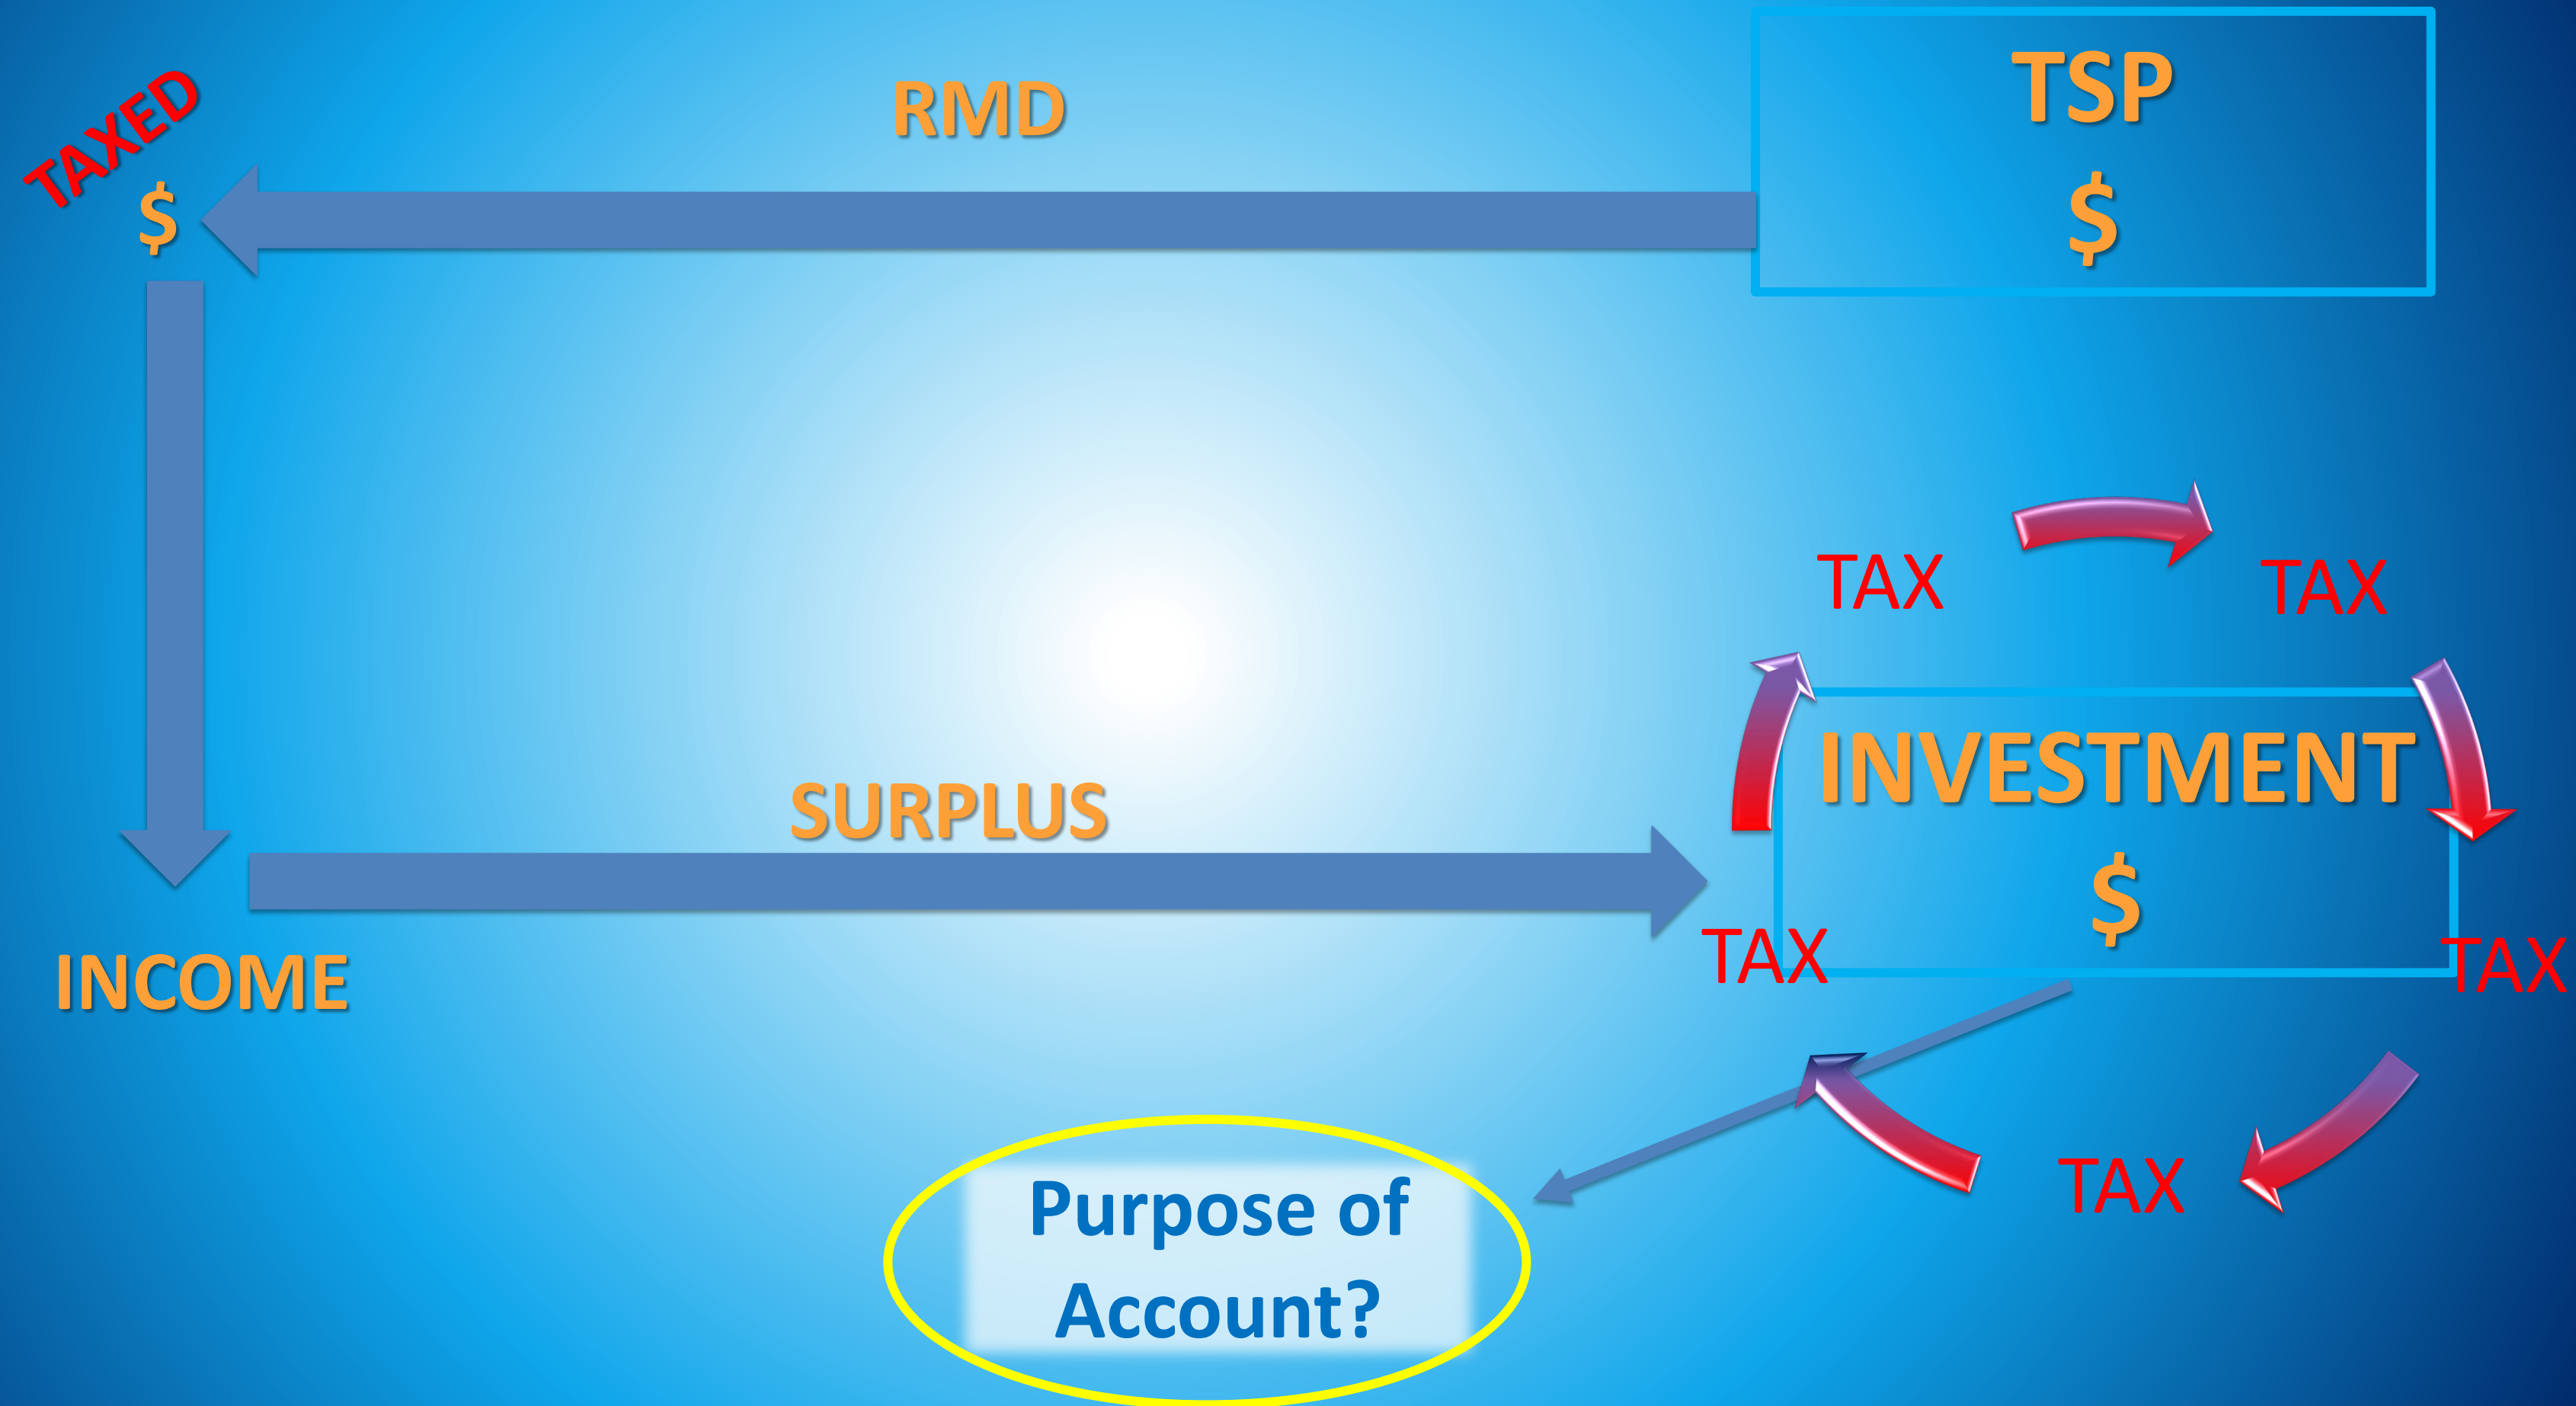 TAXED
$
RMD
TSP
$
TAX
TAX
SURPLUS
INVESTMENT
$
INCOME
TAX
TAX
TAX
Purpose of
Account?